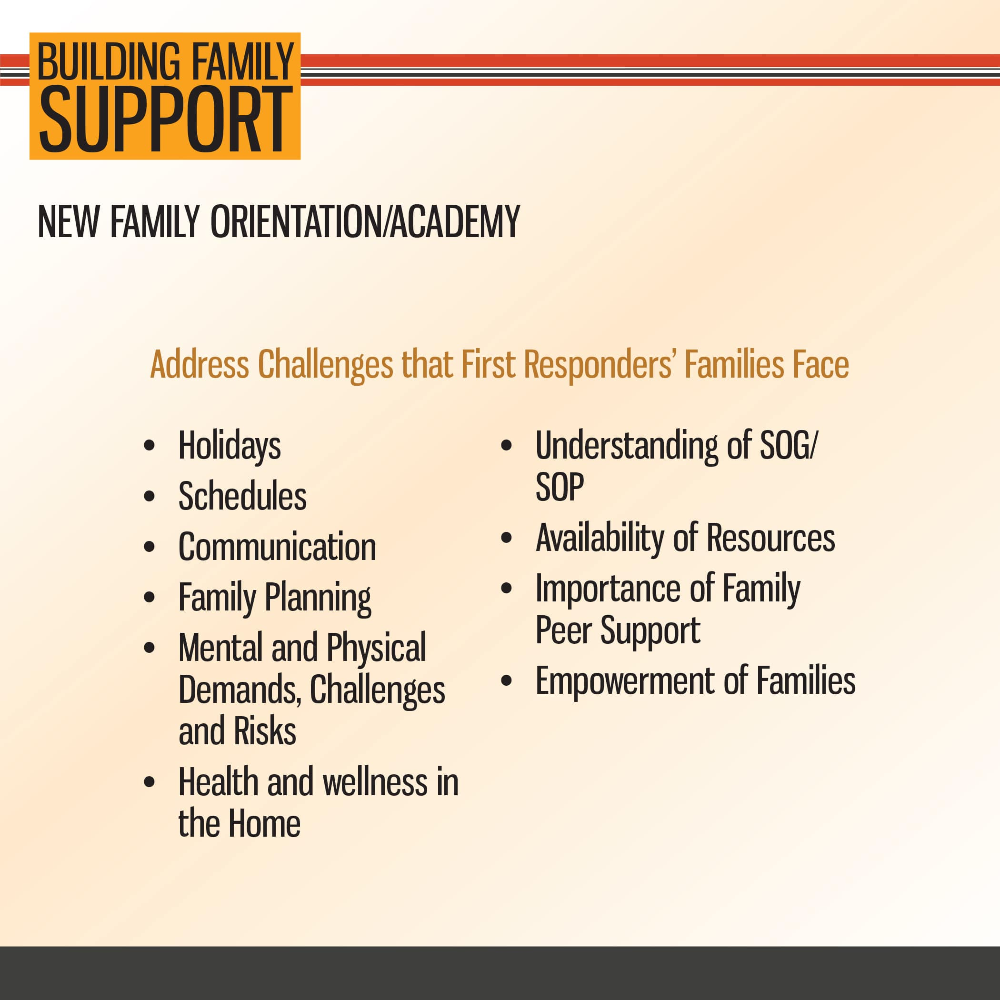 BUILDING FAMILY
SUPPORT
NEW FAMILY ORIENTATION/ACADEMY
Address Challenges that First Responders’ Families Face
• Holidays
• Schedules
• Communication
• Family Planning
• Mental and Physical
Demands, Challenges
and Risks
• Health and wellness in
the Home
• Understanding of SOG/
SOP
• Availability of Resources
• Importance of Family
Peer Support
• Empowerment of Families